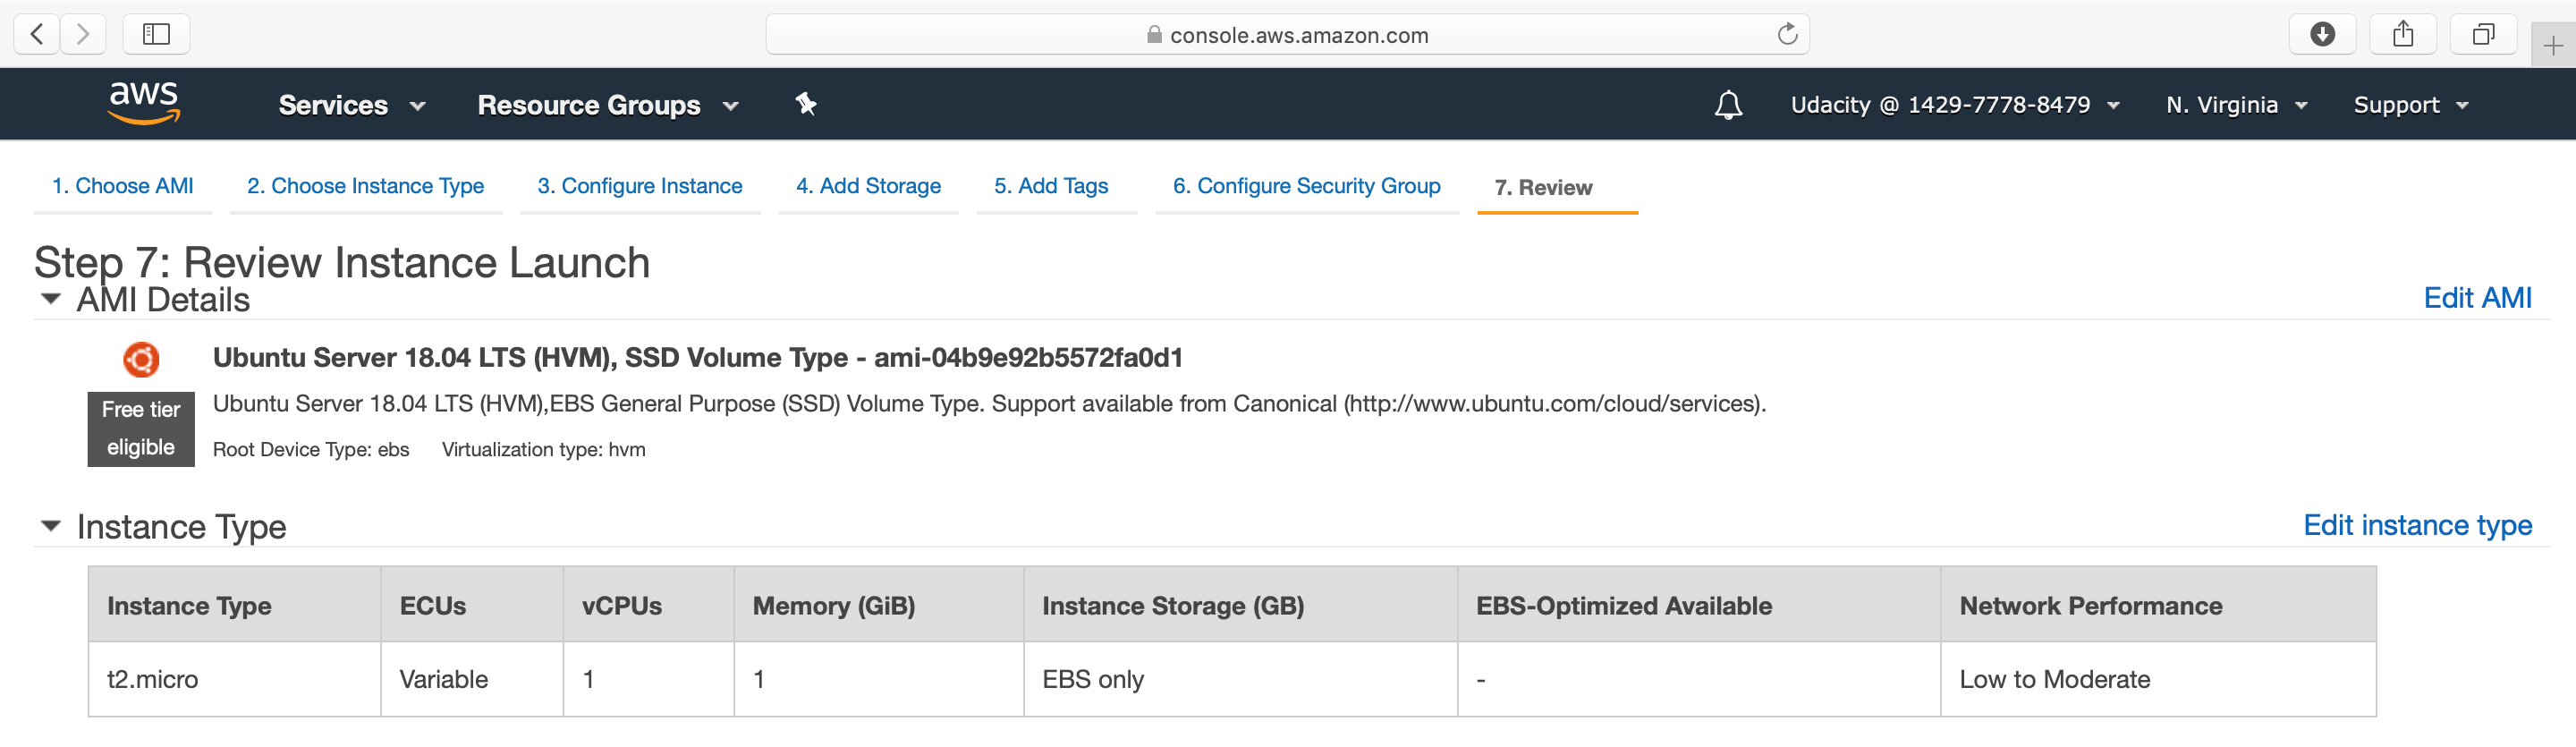 console.aws.amazon.com
aws Services Resource Groups Udacity @ 1429-7778-8479 N. Virginia Support
1. Choose AMI 2. Choose Instance Type 3. Configure Instance 4. Add Storage 5. Add Tags 6. Configure Security Group 7. Review
Step 7: Review Instance Launch
AMI Details Edit AMI
Ubuntu Server 18.04 LTS (HVM), SSD Volume Type - ami-04b9e92b5572fa0d1
Free tier eligible
Ubuntu Server 18.04 LTS (HVM),EBS General Purpose (SSD) Volume Type. Support available from Canonical (http://www.ubuntu.com/cloud/services).
Root Device Type: ebs Virtualization type: hvm
Instance Type Edit instance type
Instance Type ECUs vCPUs Memory (GiB) Instance Storage (GB) EBS-Optimized Available Network Performance
t2.micro Variable 1 1 EBS only - Low to Moderate